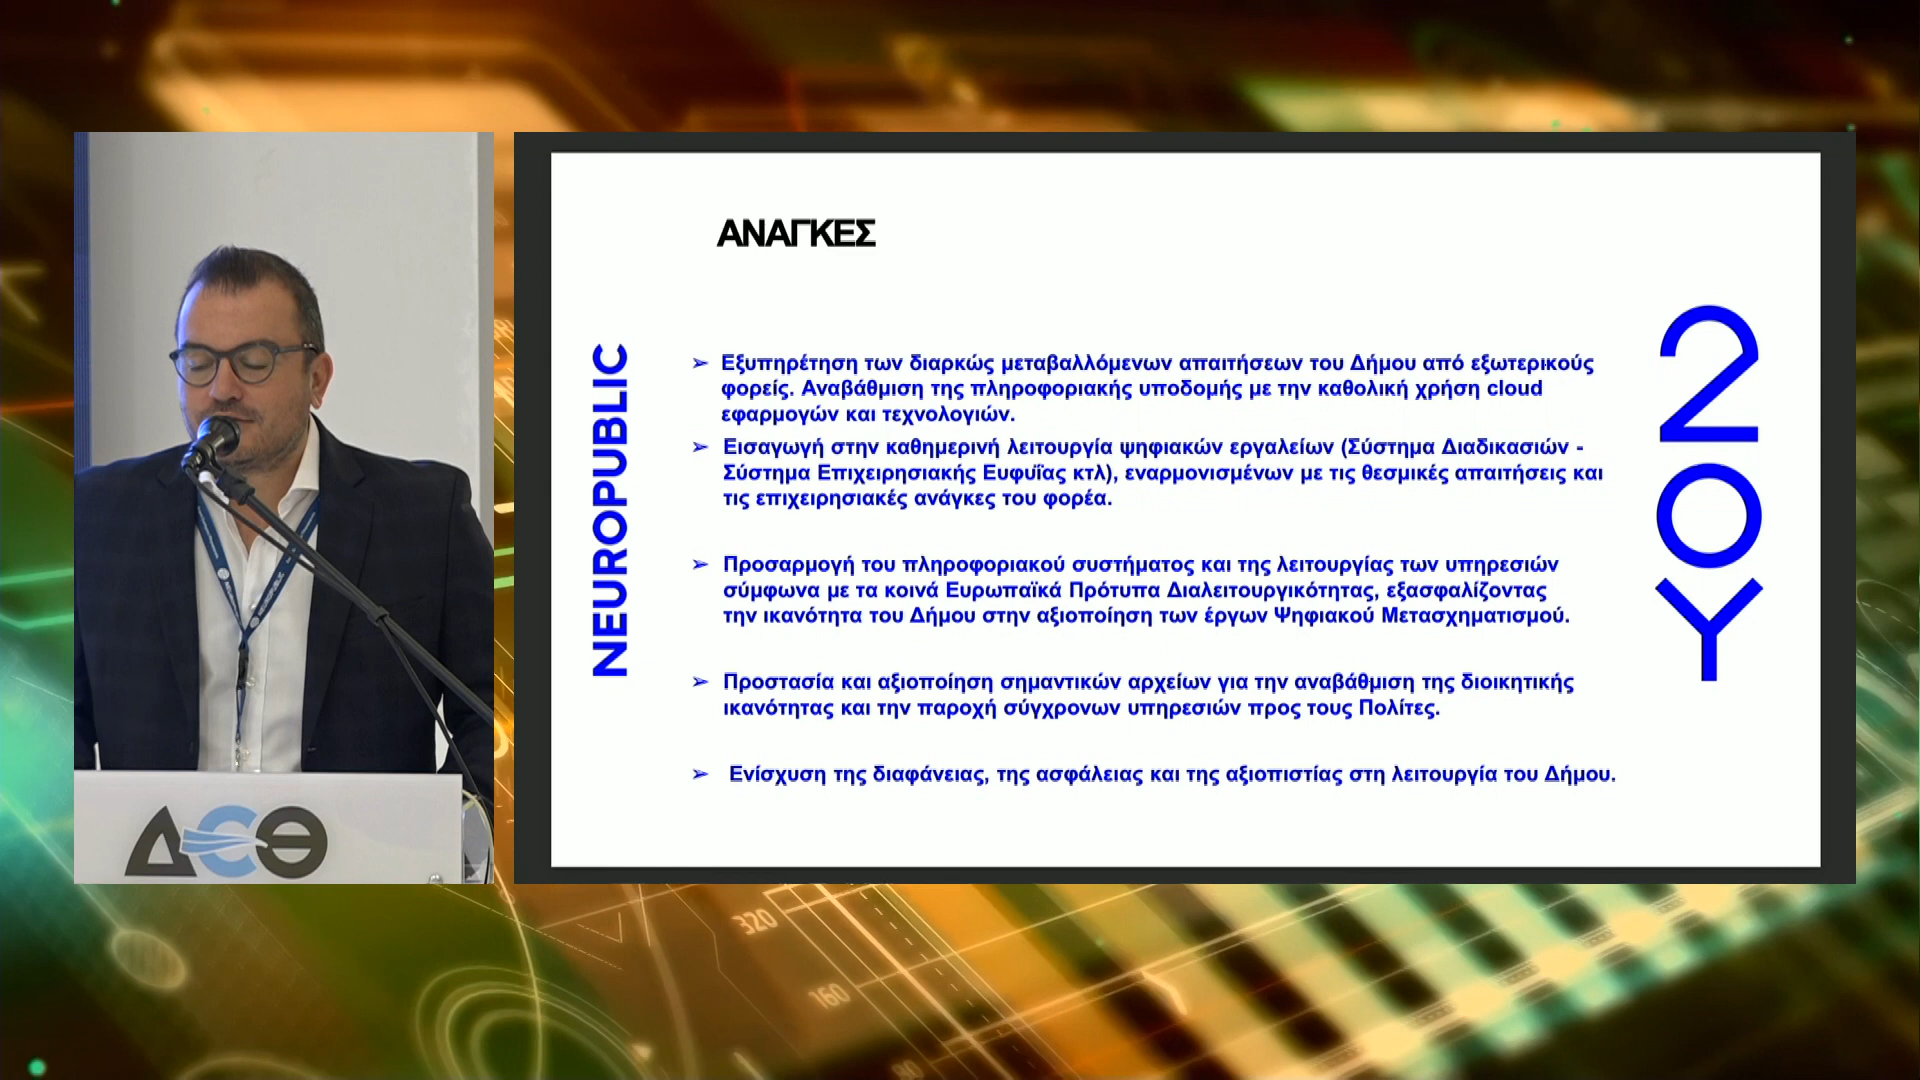 ΑΝΑΓΚΕΣ
NEUROPUBLIC
➢ Εξυπηρέτηση των διαρκώς μεταβαλλόμενων απαιτήσεων του Δήμου από εξωτερικούς
φορείς. Αναβάθμιση της πληροφοριακής υποδομής με την καθολική χρήση cloud
εφαρμογών και τεχνολογιών.
➢ Εισαγωγή στην καθημερινή λειτουργία ψηφιακών εργαλείων (Σύστημα Διαδικασιών -
Σύστημα Επιχειρησιακής Ευφυΐας κτλ), εναρμονισμένων με τις θεσμικές απαιτήσεις και
τις επιχειρησιακές ανάγκες του φορέα.
➢ Προσαρμογή του πληροφοριακού συστήματος και της λειτουργίας των υπηρεσιών
σύμφωνα με τα κοινά Ευρωπαϊκά Πρότυπα Διαλειτουργικότητας, εξασφαλίζοντας
την ικανότητα του Δήμου στην αξιοποίηση των έργων Ψηφιακού Μετασχηματισμού.
➢ Προστασία και αξιοποίηση σημαντικών αρχείων για την αναβάθμιση της διοικητικής
ικανότητας και την παροχή σύγχρονων υπηρεσιών προς τους Πολίτες.
➢ Ενίσχυση της διαφάνειας, της ασφάλειας και της αξιοπιστίας στη λειτουργία του Δήμου.
20Y
ΔΕΘ
320
160
80